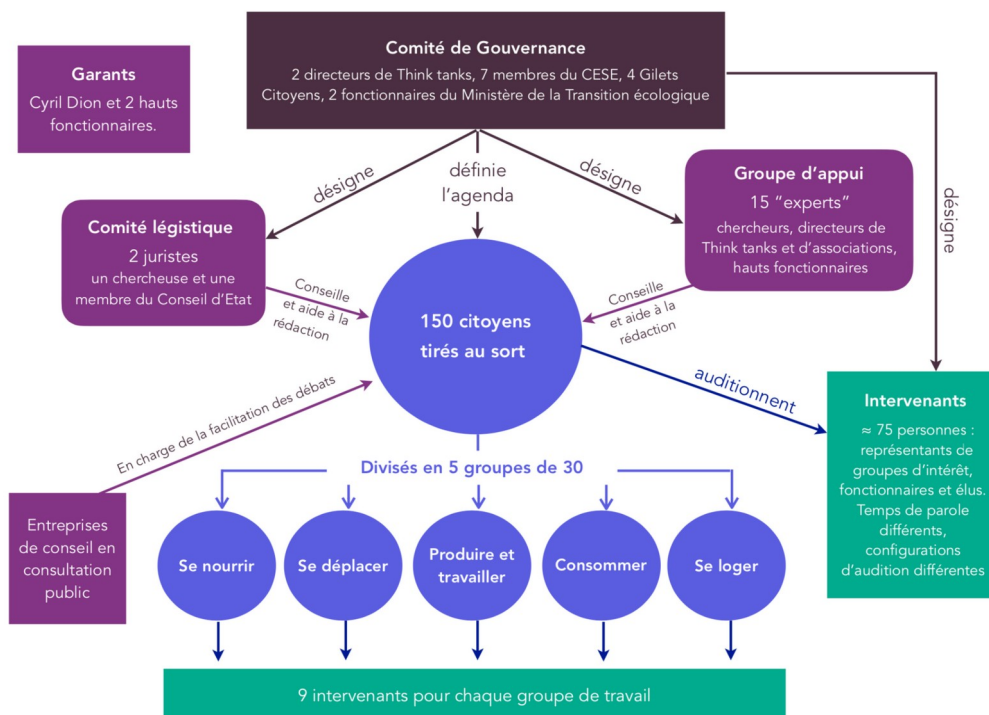 Comité de Gouvernance
2 directeurs de Think tanks, 7 membres du CESE, 4 Gilets
Citoyens, 2 fonctionnaires du Ministère de la Transition écologique
Garants
Cyril Dion et 2 hauts
fonctionnaires.
désigne
définie
l’agenda
désigne
désigne
Comité légistique
2 juristes
un chercheuse et une
membre du Conseil d’Etat
Groupe d’appui
15 “experts”
chercheurs, directeurs de
Think tanks et d’associations,
hauts fonctionnaires
Conseille
et aide à la
rédaction
Conseille
et aide à la
rédaction
150 citoyens
tirés au sort
auditionnent
En charge de la facilitation des débats
Intervenants
≈ 75 personnes :
représentants de
groupes d’intérêt,
fonctionnaires et élus.
Temps de parole
différents,
configurations
d’audition différentes
Divisés en 5 groupes de 30
Entreprises
de conseil en
consultation
public
Se nourrir
Se déplacer
Produire et
travailler
Consommer
Se loger
9 intervenants pour chaque groupe de travail